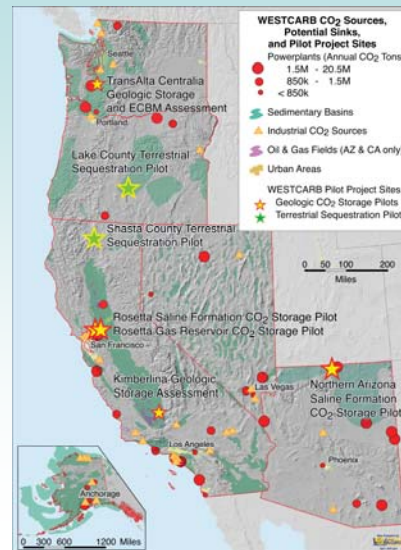 WESTCARB CO2 Sources,
Potential Sinks,
and Pilot Project Sites
Powerplants (Annual CO2 Tons)
1.5M - 20.5M
850k - 1.5M
< 850k
Sedimentary Basins
Industrial CO2 Sources
Oil & Gas Fields (AZ & CA only)
Urban Areas
WESTCARB Pilot Project Sites
Geologic CO2 Storage Pilots
Terrestrial Sequestration Pilots
0 50 100 200
Miles
Seattle
TransAlta Centralia
Geologic Storage
and ECBM Assessment
Portland
Lake County Terrestrial
Sequestration Pilot
Shasta County Terrestrial
Sequestration Pilot
Rosetta Saline Formation CO2 Storage Pilot
Rosetta Gas Reservoir CO2 Storage Pilot
San Francisco
Kimberlina Geologic
Storage Assessment
Las Vegas
Northern Arizona
Saline Formation
CO2 Storage Pilot
Los Angeles
Phoenix
Anchorage
0 300 600 1200 Miles